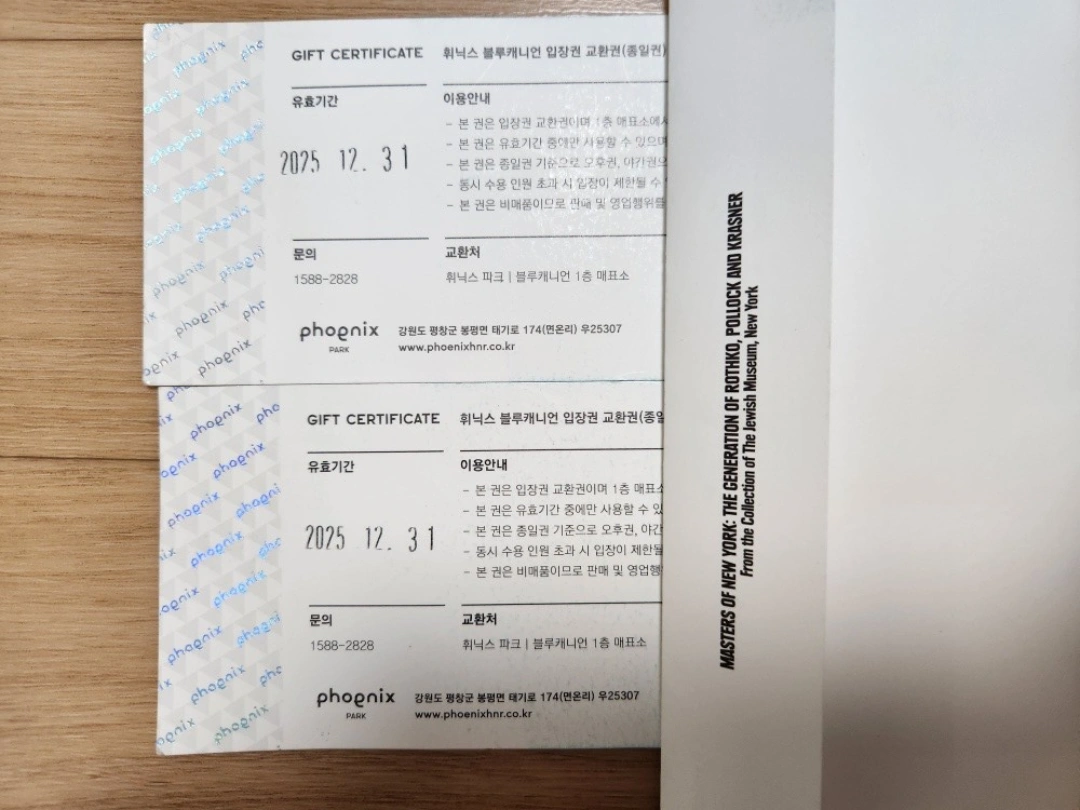 GIFT CERTIFICATE 휘닉스 블루캐니언 입장권 교환권(종일권)
유효기간
2025 12. 31
이용안내
- 본 권은 입장권 교환권이며 1층 매표소에서
- 본 권은 유효기간 중에만 사용할 수 있으며
- 본 권은 종일권 기준으로 오후권, 야간권으
- 동시 수용 인원 초과 시 입장이 제한될 수
- 본 권은 비매품이므로 판매 및 영업행위를
문의
1588-2828
교환처
휘닉스 파크 | 블루캐니언 1층 매표소
phoenix
PARK
강원도 평창군 봉평면 태기로 174(면온리) 우25307
www.phoenixhnr.co.kr
GIFT CERTIFICATE 휘닉스 블루캐니언 입장권 교환권(종일
유효기간
2025 12. 31
이용안내
- 본 권은 입장권 교환권이며 1층 매표소
- 본 권은 유효기간 중에만 사용할 수 있
- 본 권은 종일권 기준으로 오후권, 야간
- 동시 수용 인원 초과 시 입장이 제한될
- 본 권은 비매품이므로 판매 및 영업행
문의
1588-2828
교환처
휘닉스 파크 | 블루캐니언 1층 매표소
phoenix
PARK
강원도 평창군 봉평면 태기로 174(면온리) 우25307
www.phoenixhnr.co.kr
MASTERS OF NEW YORK: THE GENERATION OF ROTHKO, POLLOCK AND KRASNER
From the Collection of The Jewish Museum, New York